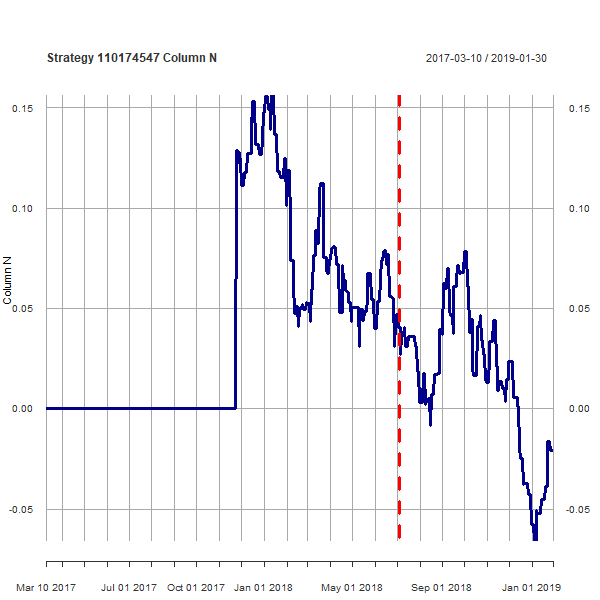 Strategy 110174547 Column N
2017-03-10 / 2019-01-30
0.15 0.15
0.10 0.10
Column N
0.05 0.05
0.00 0.00
-0.05 -0.05
Mar 10 2017 Jul 01 2017 Oct 01 2017 Jan 01 2018 May 01 2018 Sep 01 2018 Jan 01 2019